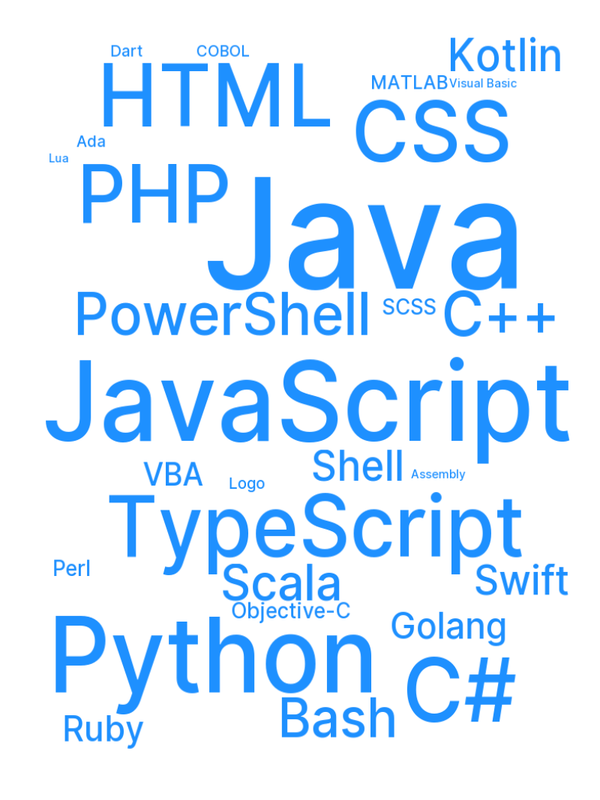 Dart
COBOL
Kotlin
HTML
MATLAB
Visual Basic
CSS
Ada
Lua
PHP
Java
PowerShell
SCSS
C++
JavaScript
Shell
VBA
Logo
Assembly
TypeScript
Perl
Scala
Swift
Objective-C
Golang
Python
C#
Bash
Ruby